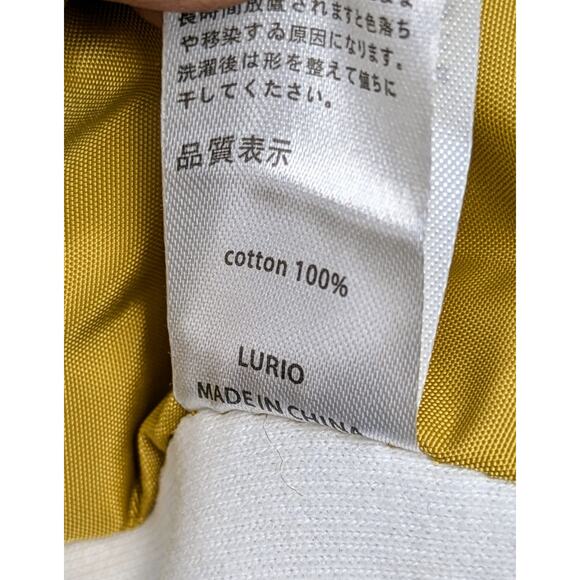 長時間放置されますと色落ち
や移染する原因になります。
洗濯後は形を整えて値ちに
干してください。
品質表示
cotton 100%
LURIO
MADE IN CHINA